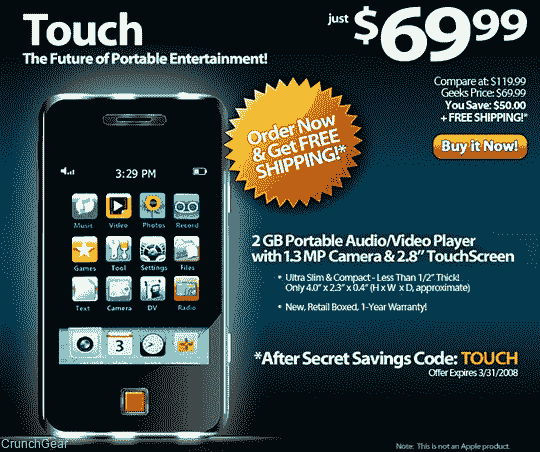 Touch
The Future of Portable Entertainment!
just $69.99
Compare at: $119.99
Geeks Price: $69.99
You Save: $50.00
+ FREE SHIPPING!*
Buy it Now!
Order Now
& Get FREE
SHIPPING!*
3:29 PM
Music Video Photos Record
Games Tool Settings Files
Text Camera DV Radio
3
2 GB Portable Audio/Video Player
with 1.3 MP Camera & 2.8" TouchScreen
• Ultra Slim & Compact - Less Than 1/2" Thick!
Only 4.0" x 2.3" x 0.4" (H x W x D, approximate)
• New, Retail Boxed, 1-Year Warranty!
*After Secret Savings Code: TOUCH
Offer Expires 3/31/2008
CrunchGear
Note: This is not an Apple product.